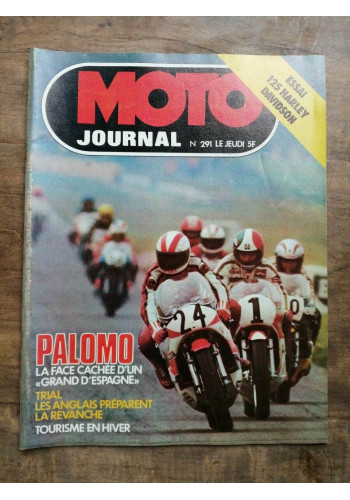 MOTO
JOURNAL
N 291 LE JEUDI 5F
ESSAI
125 HARLEY
DAVIDSON
24
1
0
PALOMO
LA FACE CACHÉE D'UN
«GRAND D'ESPAGNE»
TRIAL
LES ANGLAIS PRÉPARENT
LA REVANCHE
TOURISME EN HIVER